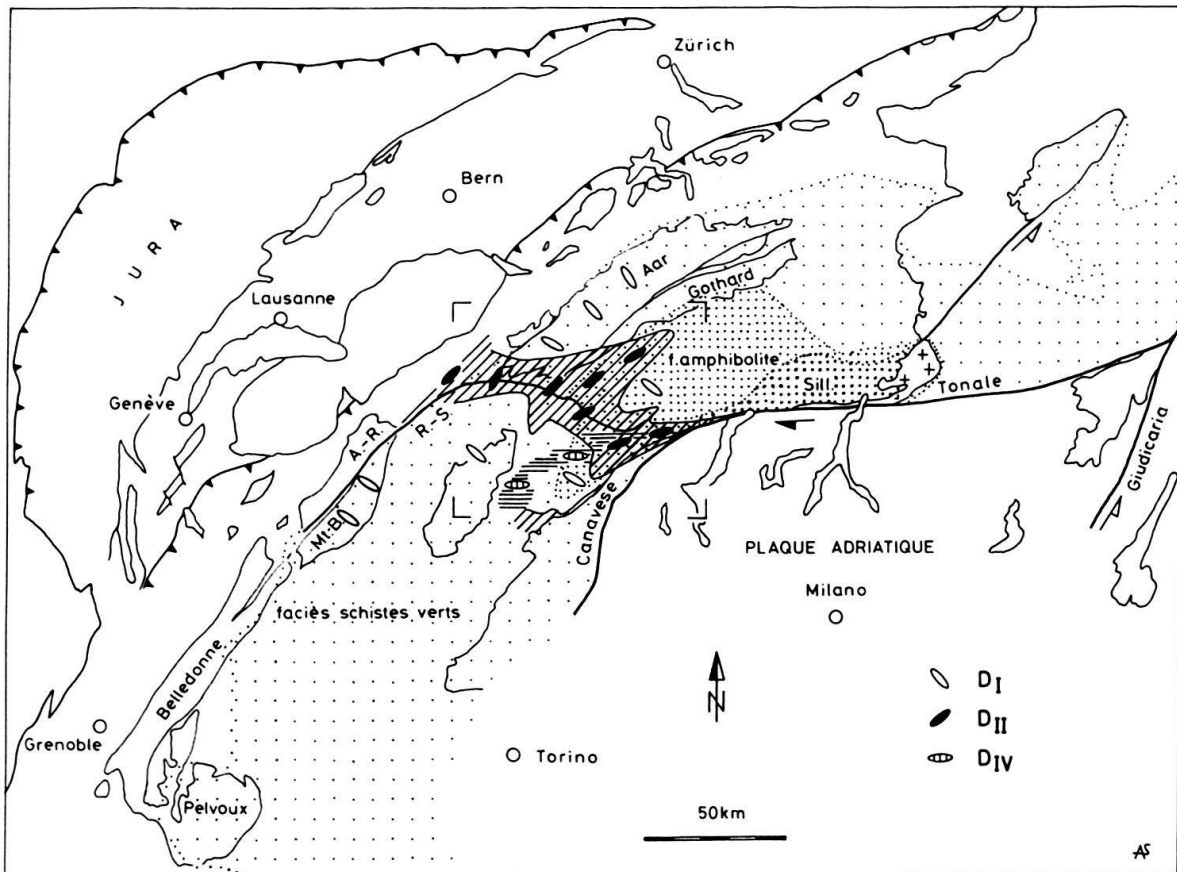 Zürich
Bern
JURA
Aar
Gothard
Lausanne
f. amphibolite
Sill.
Tonale
Genève
R-S.
A-R.
Giudicaria
Mt-B.
Canavese
PLAQUE ADRIATIQUE
Milano
faciès schistes verts
Belledonne
DI
N
DII
Grenoble
Torino
DIV
Pelvoux
50km
AS